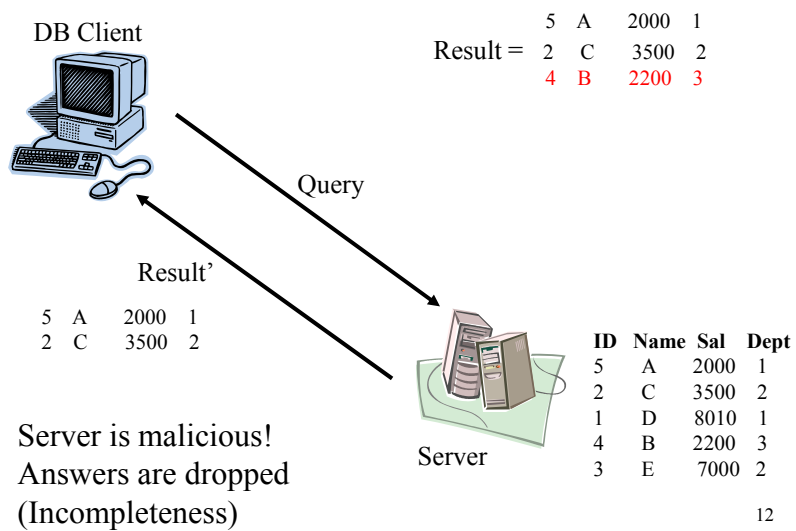 DB Client
Result = 5 A 2000 1
2 C 3500 2
4 B 2200 3
Query
Result’
5 A 2000 1
2 C 3500 2
Server
ID Name Sal Dept
5 A 2000 1
2 C 3500 2
1 D 8010 1
4 B 2200 3
3 E 7000 2
Server is malicious!
Answers are dropped
(Incompleteness)
12